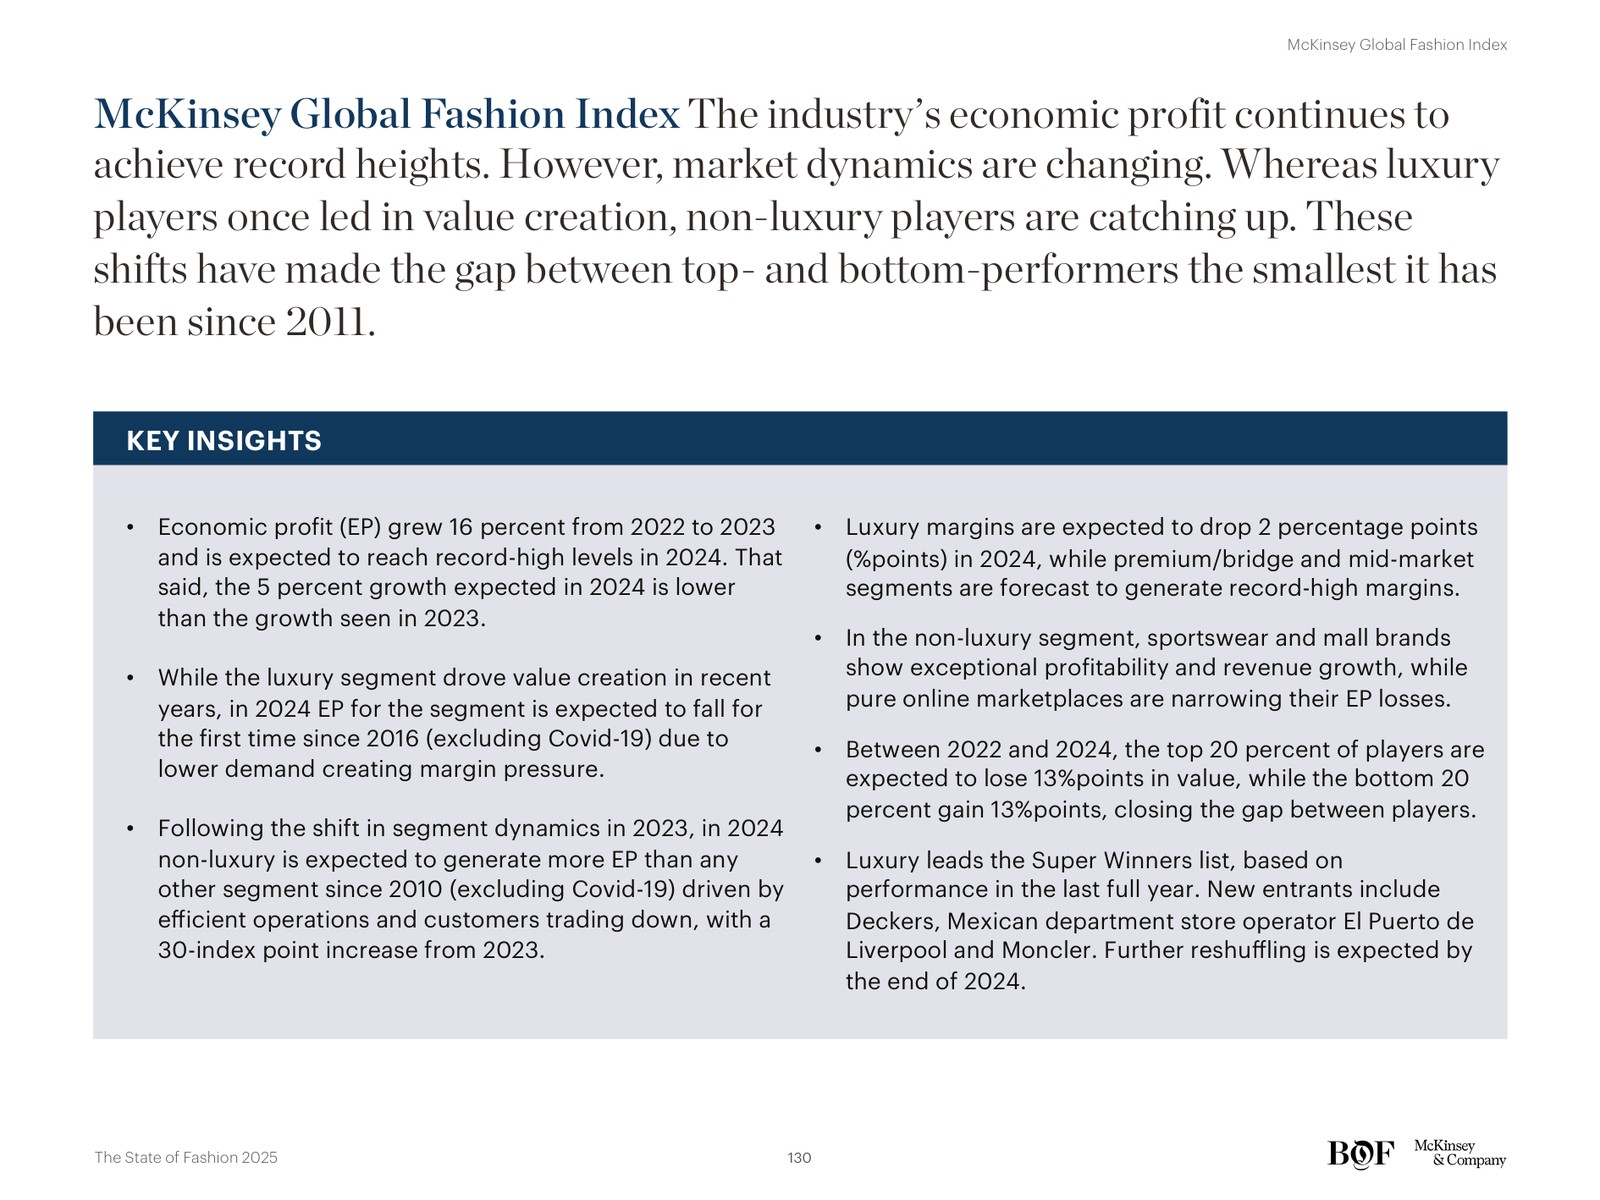 McKinsey Global Fashion Index
McKinsey Global Fashion Index The industry’s economic profit continues to
achieve record heights. However, market dynamics are changing. Whereas luxury
players once led in value creation, non-luxury players are catching up. These
shifts have made the gap between top- and bottom-performers the smallest it has
been since 2011.
KEY INSIGHTS
• Economic profit (EP) grew 16 percent from 2022 to 2023
and is expected to reach record-high levels in 2024. That
said, the 5 percent growth expected in 2024 is lower
than the growth seen in 2023.
• While the luxury segment drove value creation in recent
years, in 2024 EP for the segment is expected to fall for
the first time since 2016 (excluding Covid-19) due to
lower demand creating margin pressure.
• Following the shift in segment dynamics in 2023, in 2024
non-luxury is expected to generate more EP than any
other segment since 2010 (excluding Covid-19) driven by
efficient operations and customers trading down, with a
30-index point increase from 2023.
• Luxury margins are expected to drop 2 percentage points
(%points) in 2024, while premium/bridge and mid-market
segments are forecast to generate record-high margins.
• In the non-luxury segment, sportswear and mall brands
show exceptional profitability and revenue growth, while
pure online marketplaces are narrowing their EP losses.
• Between 2022 and 2024, the top 20 percent of players are
expected to lose 13%points in value, while the bottom 20
percent gain 13%points, closing the gap between players.
• Luxury leads the Super Winners list, based on
performance in the last full year. New entrants include
Deckers, Mexican department store operator El Puerto de
Liverpool and Moncler. Further reshuffling is expected by
the end of 2024.
The State of Fashion 2025
130
BOF
McKinsey
& Company